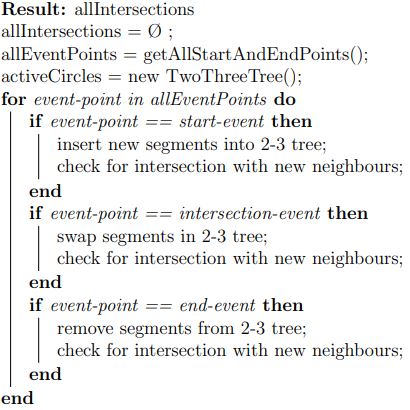 Result: allIntersections
allIntersections = Ø ;
allEventPoints = getAllStartAndEndPoints();
activeCircles = new TwoThreeTree();
for event-point in allEventPoints do
if event-point == start-event then
insert new segments into 2-3 tree;
check for intersection with new neighbours;
end
if event-point == intersection-event then
swap segments in 2-3 tree;
check for intersection with new neighbours;
end
if event-point == end-event then
remove segments from 2-3 tree;
check for intersection with new neighbours;
end
end